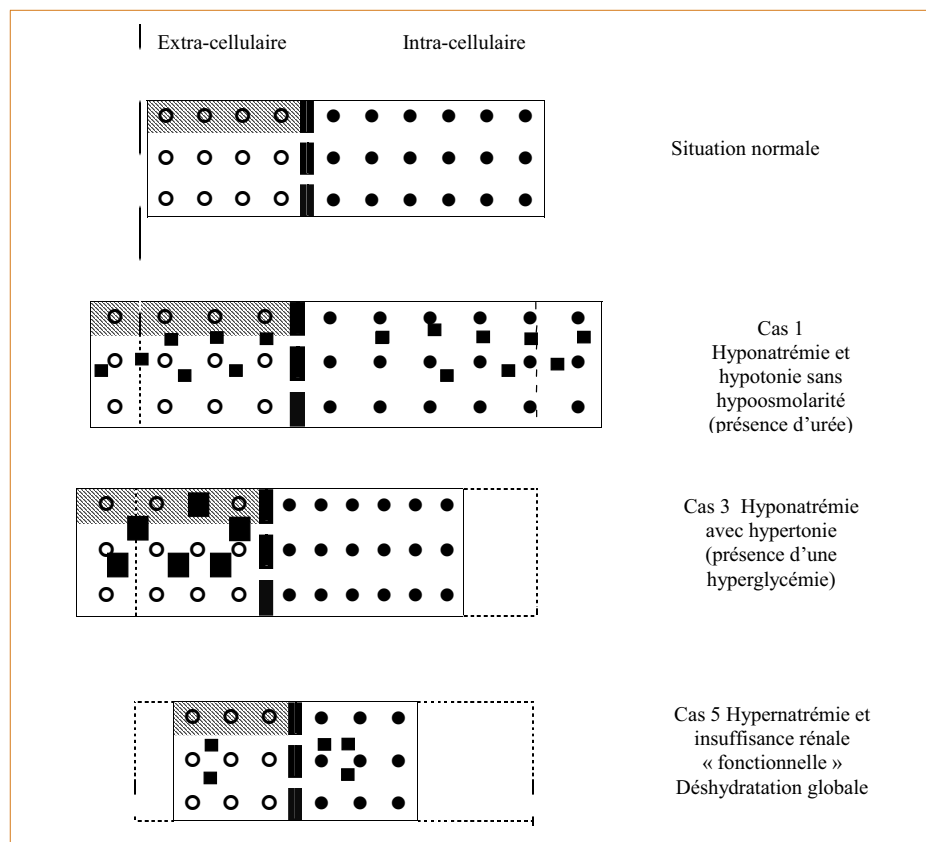 Extra-cellulaire
Intra-cellulaire
Situation normale
Cas 1
Hyponatrémie et
hypotonie sans
hypoosmolarité
(présence d’urée)
Cas 3 Hyponatrémie
avec hypertonie
(présence d’une
hyperglycémie)
Cas 5 Hypernatrémie et
insuffisance rénale
« fonctionnelle »
Déshydratation globale